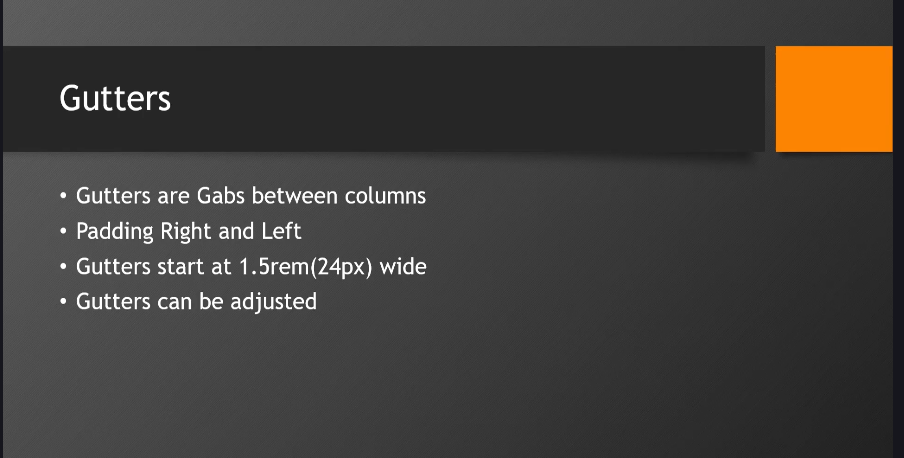 Gutters
• Gutters are Gabs between columns
• Padding Right and Left
• Gutters start at 1.5rem(24px) wide
• Gutters can be adjusted